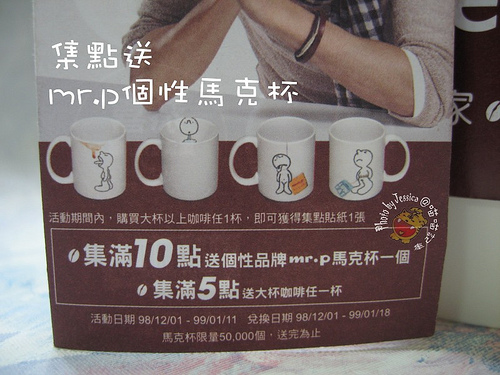 集點送
mr.p個性馬克杯
家
活動期間內，購買大杯以上咖啡任1杯，即可獲得集點貼紙1張
集滿10點送個性品牌mr.p馬克杯一個
集滿5點送大杯咖啡任一杯
活動日期 98/12/01 - 99/01/11 兌換日期 98/12/01 - 99/01/18
馬克杯限量50,000個，送完為止
Photo by Jessica @